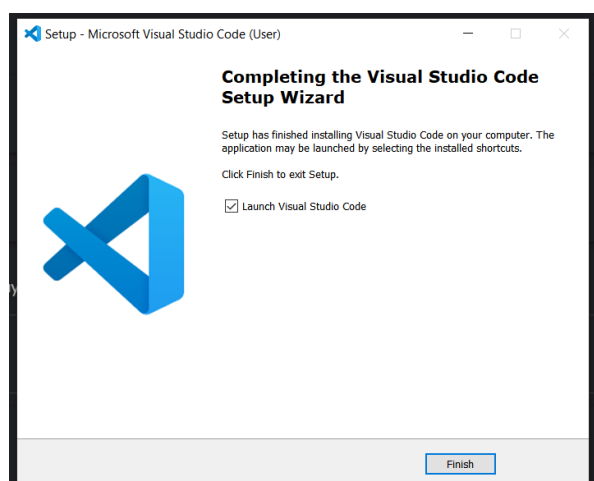 Setup - Microsoft Visual Studio Code (User)
Completing the Visual Studio Code
Setup Wizard
Setup has finished installing Visual Studio Code on your computer. The
application may be launched by selecting the installed shortcuts.
Click Finish to exit Setup.
Launch Visual Studio Code
Finish